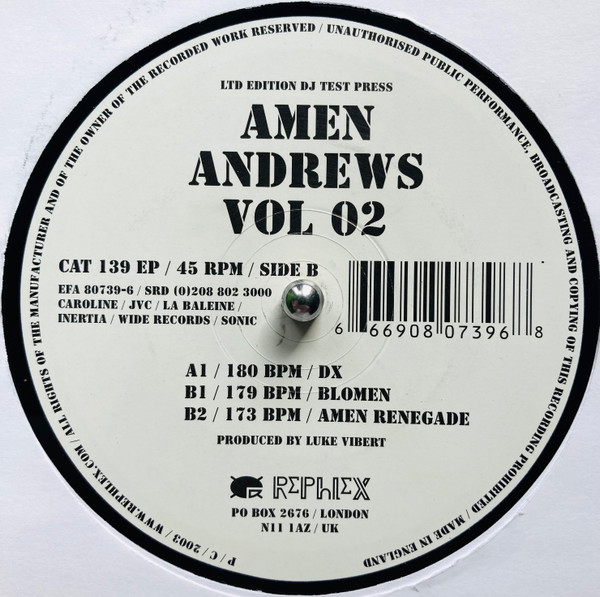 P / C / 2003 / WWW.REPHLEX.COM / ALL RIGHTS OF THE MANUFACTURER AND OF THE OWNER OF THE RECORDED WORK RESERVED / UNAUTHORISED PUBLIC PERFORMANCE, BROADCASTING AND COPYING OF THIS RECORDING PROHIBITED / MADE IN ENGLAND
LTD EDITION DJ TEST PRESS
AMEN
ANDREWS
VOL 02
CAT 139 EP / 45 RPM / SIDE B
EFA 80739-6 / SRD (0)208 802 3000
CAROLINE / JVC / LA BALEINE /
INERTIA / WIDE RECORDS / SONIC
6 66908 07396 8
A1 / 180 BPM / DX
B1 / 179 BPM / BLOMEN
B2 / 173 BPM / AMEN RENEGADE
PRODUCED BY LUKE VIBERT
REPHLEX
PO BOX 2676 / LONDON
N11 1AZ / UK